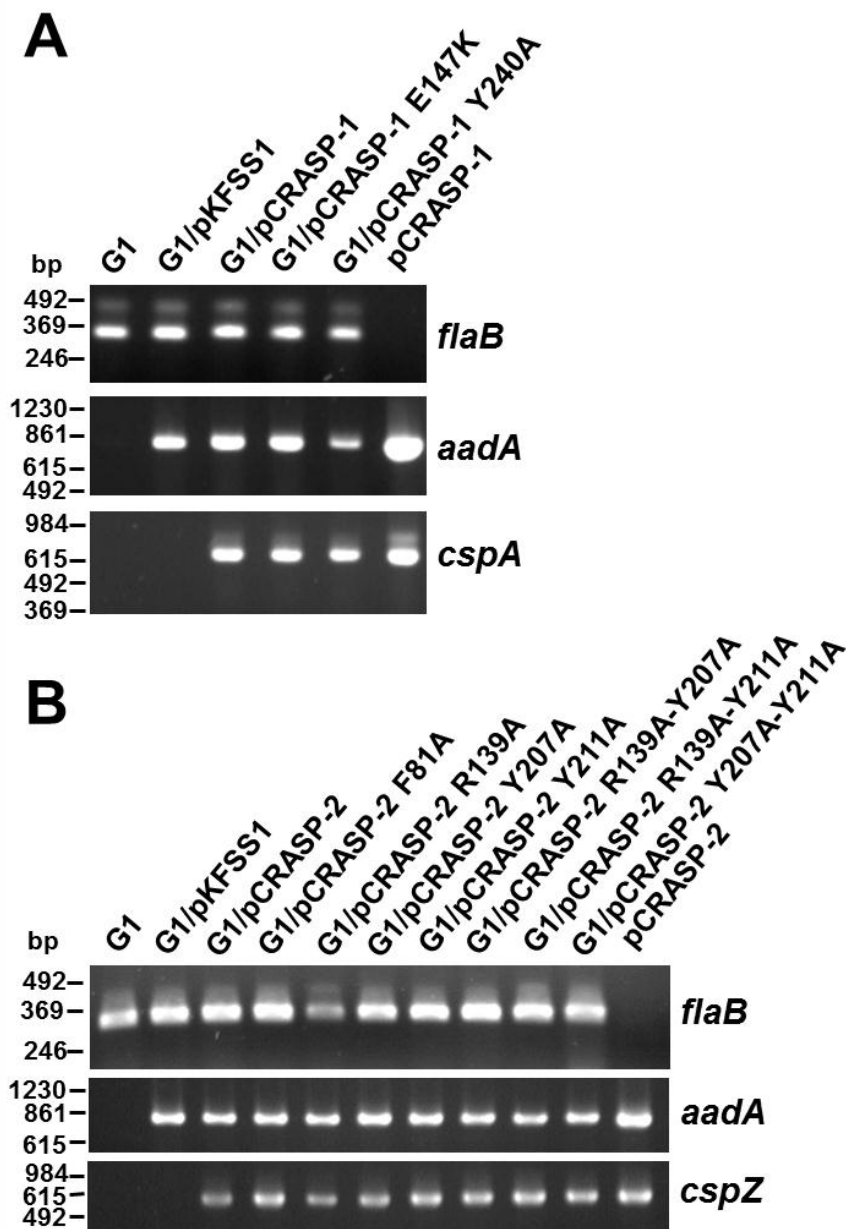 A
bp
G1
G1/pKFSS1
G1/pCRASP-1
G1/pCRASP-1 E147K
G1/pCRASP-1 Y240A
pCRASP-1
492
369
246
flaB
1230
861
615
492
aadA
984
615
492
369
cspA
B
bp
G1
G1/pKFSS1
G1/pCRASP-2
G1/pCRASP-2 F81A
G1/pCRASP-2 R139A
G1/pCRASP-2 Y207A
G1/pCRASP-2 Y211A
G1/pCRASP-2 R139A-Y207A
G1/pCRASP-2 R139A-Y211A
G1/pCRASP-2 Y207A-Y211A
pCRASP-2
492
369
246
flaB
1230
861
615
aadA
984
615
492
cspZ